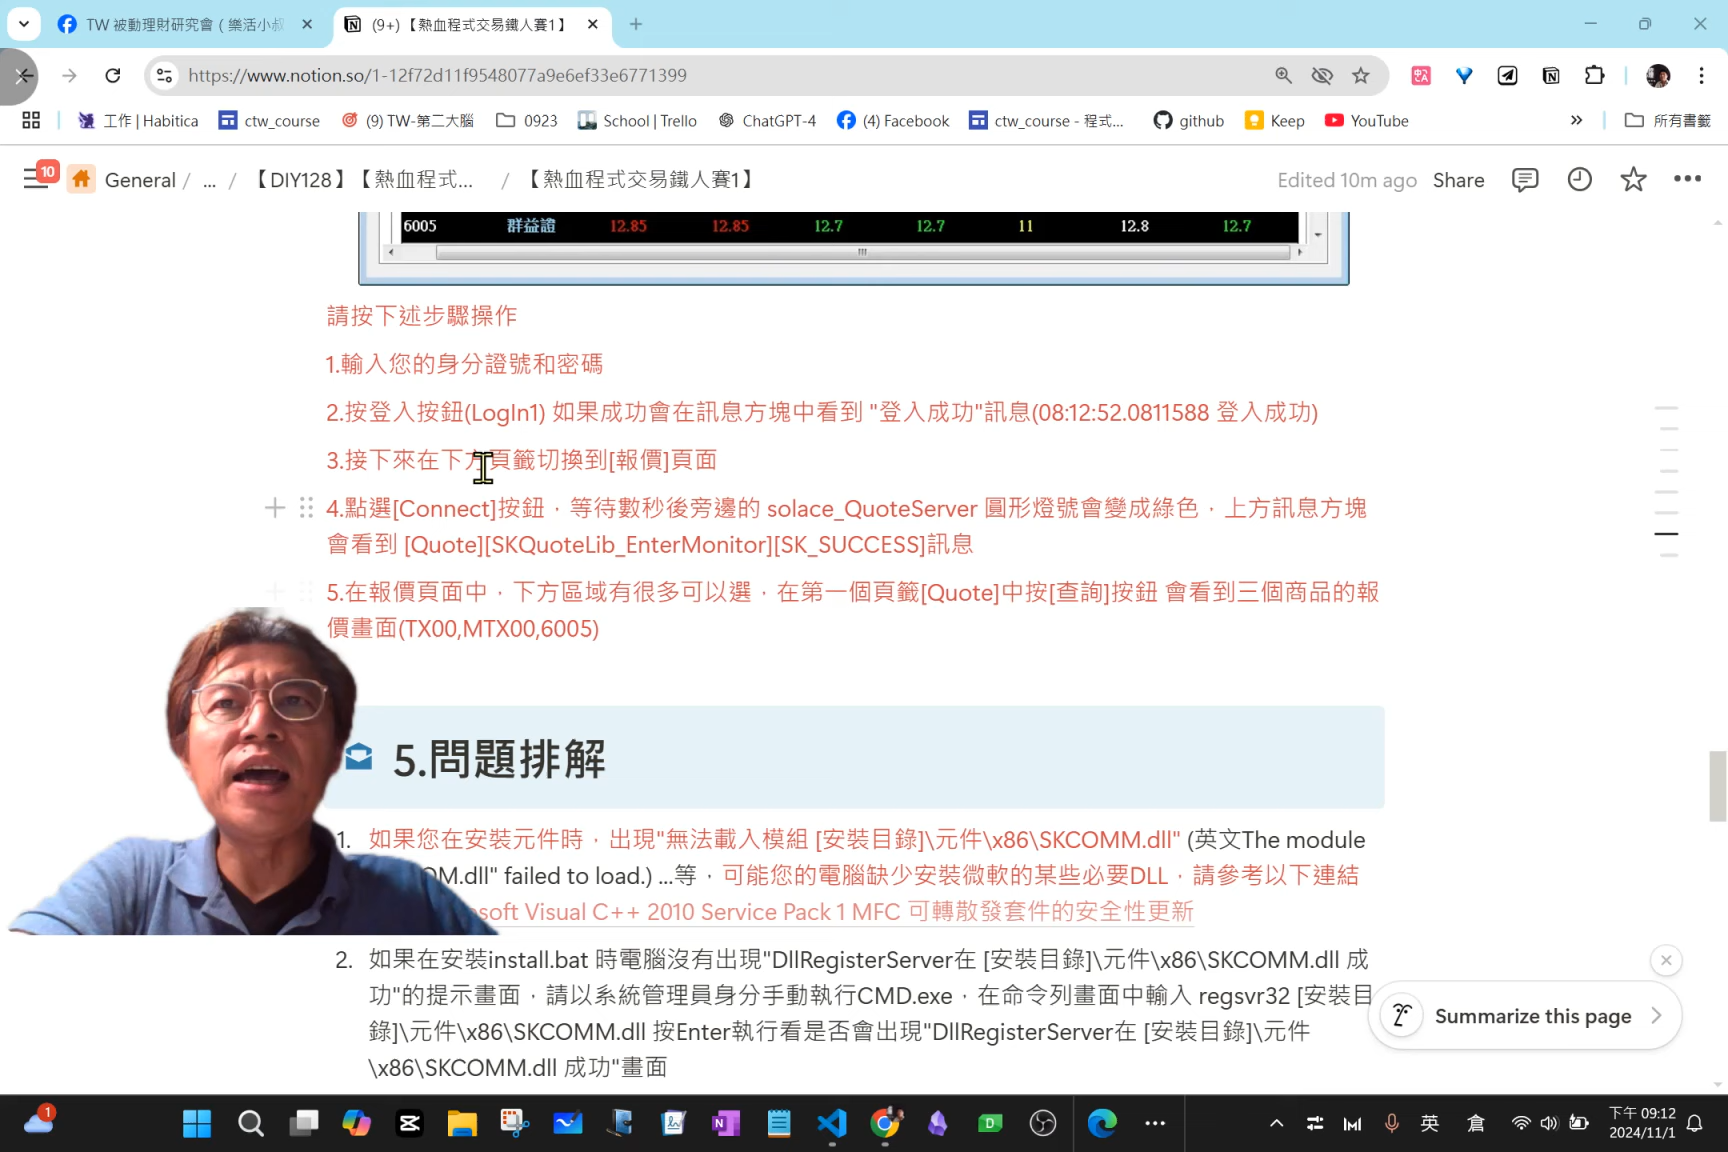 TW 被動理財研究會 ( 樂活小叔
(9+) 【熱血程式交易鐵人賽1】
https://www.notion.so/1-12f72d11f9548077a9e6ef33e6771399
工作 | Habitica
ctw_course
(9) TW-第二大腦
0923
School | Trello
ChatGPT-4
(4) Facebook
ctw_course - 程式...
github
Keep
YouTube
所有書籤
10
General / ... / 【DIY128】【熱血程式... / 【熱血程式交易鐵人賽1】
Edited 10m ago
Share
6005 群益證 12.85 12.85 12.7 12.7 11 12.8 12.7
請按下述步驟操作
1.輸入您的身分證號和密碼
2.按登入按鈕(LogIn1) 如果成功會在訊息方塊中看到 "登入成功"訊息(08:12:52.0811588 登入成功)
3.接下來在下方頁籤切換到[報價]頁面
4.點選[Connect]按鈕，等待數秒後旁邊的 solace_QuoteServer 圓形燈號會變成綠色，上方訊息方塊
會看到 [Quote][SKQuoteLib_EnterMonitor][SK_SUCCESS]訊息
5.在報價頁面中，下方區域有很多可以選，在第一個頁籤[Quote]中按[查詢]按鈕 會看到三個商品的報
價畫面(TX00,MTX00,6005)
5.問題排解
1. 如果您在安裝元件時，出現"無法載入模組 [安裝目錄]\元件\x86\SKCOMM.dll" (英文The module
OM.dll" failed to load.) ...等，可能您的電腦缺少安裝微軟的某些必要DLL，請參考以下連結
osoft Visual C++ 2010 Service Pack 1 MFC 可轉散發套件的安全性更新
2. 如果在安裝install.bat 時電腦沒有出現"DllRegisterServer在 [安裝目錄]\元件\x86\SKCOMM.dll 成
功"的提示畫面，請以系統管理員身分手動執行CMD.exe，在命令列畫面中輸入 regsvr32 [安裝目
錄]\元件\x86\SKCOMM.dll 按Enter執行看是否會出現"DllRegisterServer在 [安裝目錄]\元件
\x86\SKCOMM.dll 成功"畫面
Summarize this page
1
英
倉
下午 09:12
2024/11/1